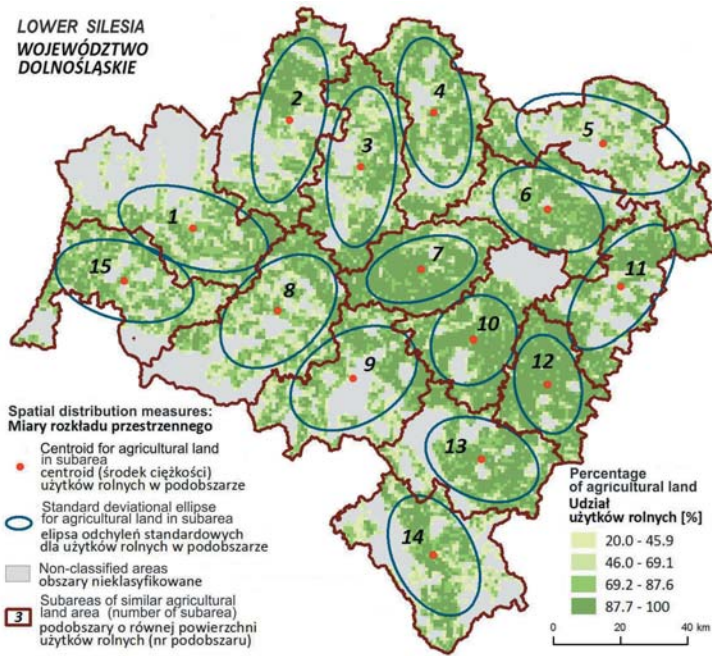 LOWER SILESIA
WOJEWÓDZTWO
DOLNOŚLĄSKIE
1
2
3
4
5
6
7
8
9
10
11
12
13
14
15
Spatial distribution measures:
Miary rozkładu przestrzennego
Centroid for agricultural land
in subarea
centroid (środek ciężkości)
użytków rolnych w podobszarze
Standard deviational ellipse
for agricultural land in subarea
elipsa odchyleń standardowych
dla użytków rolnych w podobszarze
Non-classified areas
obszary nieklasyfikowane
3
Subareas of similar agricultural
land area (number of subarea)
podobszary o równej powierzchni
użytków rolnych (nr podobszaru)
Percentage
of agricultural land
Udział
użytków rolnych [%]
20.0 - 45.9
46.0 - 69.1
69.2 - 87.6
87.7 - 100
0 20 40 km